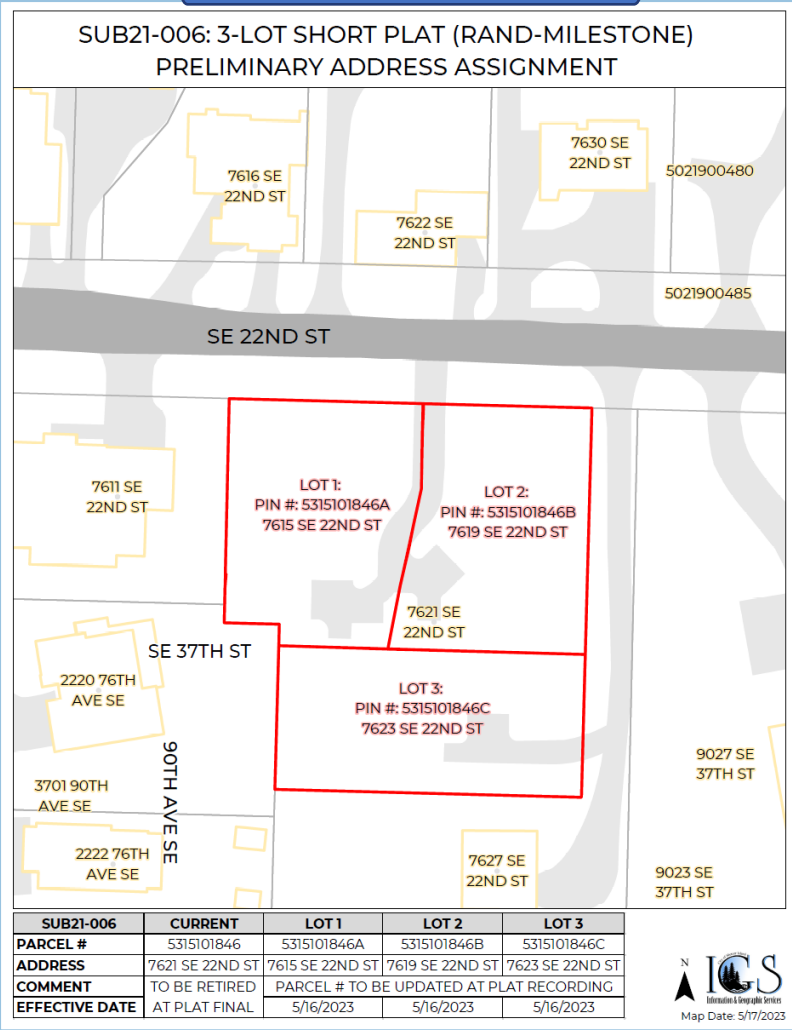 SUB21-006: 3-LOT SHORT PLAT (RAND-MILESTONE)
PRELIMINARY ADDRESS ASSIGNMENT
7616 SE
22ND ST
7622 SE
22ND ST
7630 SE
22ND ST
5021900480
5021900485
SE 22ND ST
7611 SE
22ND ST
LOT 1:
PIN #: 5315101846A
7615 SE 22ND ST
LOT 2:
PIN #: 5315101846B
7619 SE 22ND ST
7621 SE
22ND ST
SE 37TH ST
2220 76TH
AVE SE
LOT 3:
PIN #: 5315101846C
7623 SE 22ND ST
90TH AVE SE
3701 90TH
AVE SE
9027 SE
37TH ST
2222 76TH
AVE SE
7627 SE
22ND ST
9023 SE
37TH ST
SUB21-006 CURRENT LOT 1 LOT 2 LOT 3
PARCEL # 5315101846 5315101846A 5315101846B 5315101846C
ADDRESS 7621 SE 22ND ST 7615 SE 22ND ST 7619 SE 22ND ST 7623 SE 22ND ST
COMMENT TO BE RETIRED PARCEL # TO BE UPDATED AT PLAT RECORDING
EFFECTIVE DATE AT PLAT FINAL 5/16/2023 5/16/2023 5/16/2023
N
IGS
Information & Geographic Services
Map Date: 5/17/2023